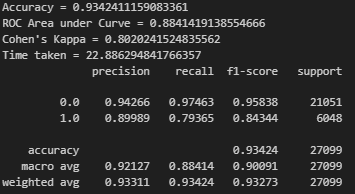 Accuracy = 0.9342411159083361
ROC Area under Curve = 0.8841419138554666
Cohen's Kappa = 0.8020241524835562
Time taken = 22.886294841766357
precision recall f1-score support
0.0 0.94266 0.97463 0.95838 21051
1.0 0.89989 0.79365 0.84344 6048
accuracy 0.93424 27099
macro avg 0.92127 0.88414 0.90091 27099
weighted avg 0.93311 0.93424 0.93273 27099